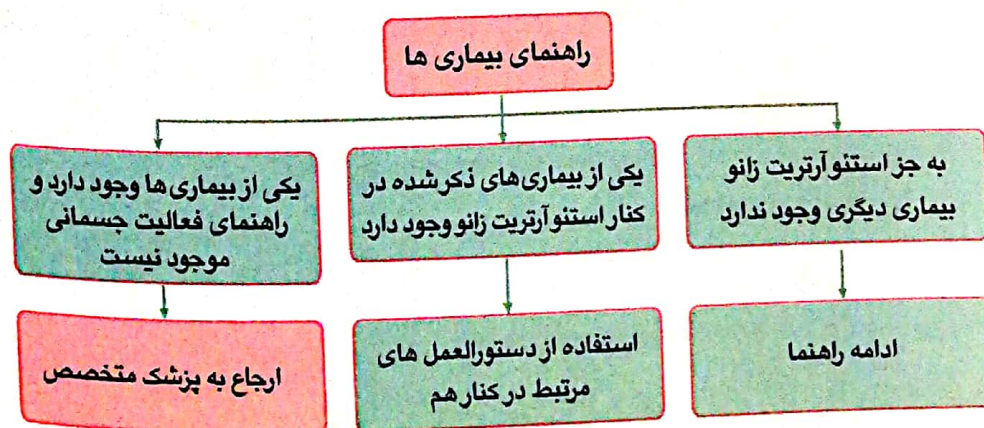 راهنمای بیماری ها
به جز استئوآرتریت زانو
بیماری دیگری وجود ندارد
یکی از بیماری‌های ذکر شده در
کنار استئوآرتریت زانو وجود دارد
یکی از بیماری‌ها وجود دارد و
راهنمای فعالیت جسمانی
موجود نیست
ادامه راهنما
استفاده از دستورالعمل های
مرتبط در کنار هم
ارجاع به پزشک متخصص